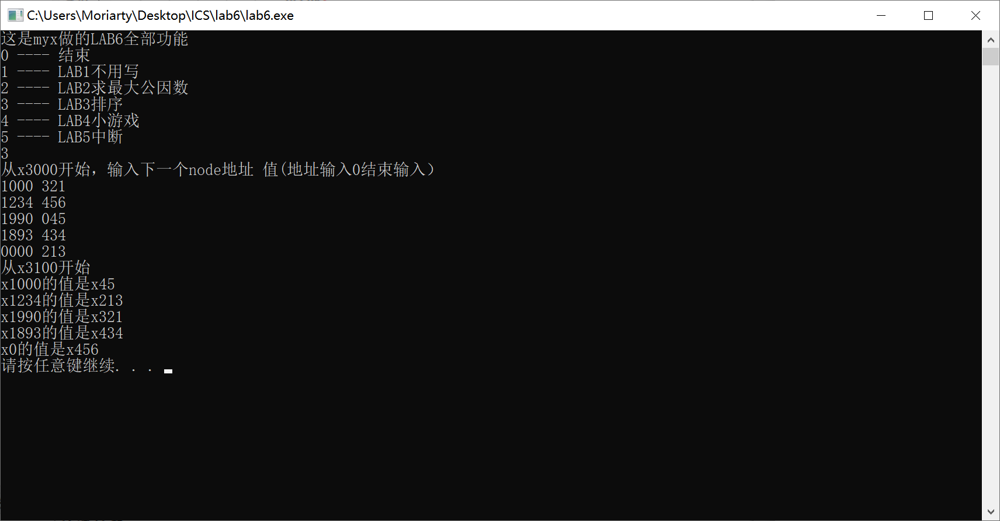 C:\Users\Moriarty\Desktop\ICS\lab6\lab6.exe
这是myx做的LAB6全部功能
0 ---- 结束
1 ---- LAB1不用写
2 ---- LAB2求最大公因数
3 ---- LAB3排序
4 ---- LAB4小游戏
5 ---- LAB5中断
3
从x3000开始，输入下一个node地址 值(地址输入0结束输入）
1000 321
1234 456
1990 045
1893 434
0000 213
从x3100开始
x1000的值是x45
x1234的值是x213
x1990的值是x321
x1893的值是x434
x0的值是x456
请按任意键继续. . .